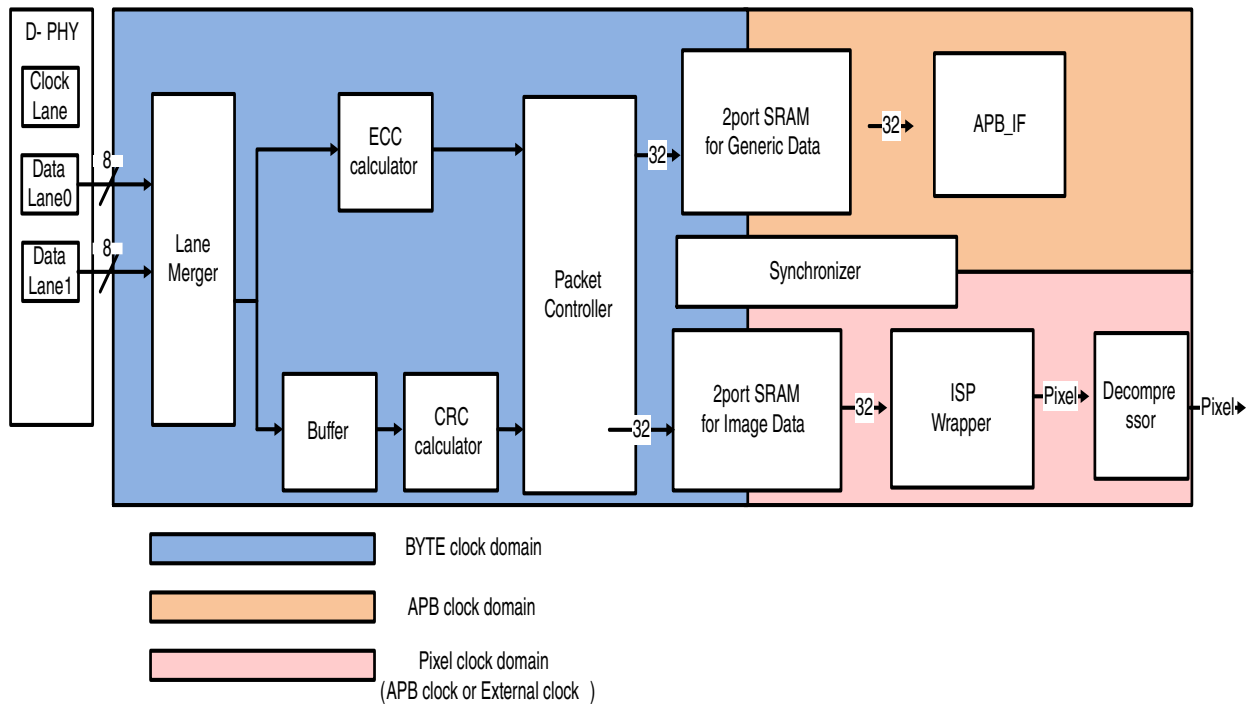 D- PHY
Clock
Lane
Data
Lane0
Data
Lane1
8
8
Lane
Merger
ECC
calculator
Buffer
CRC
calculator
Packet
Controller
32
32
2port SRAM
for Generic Data
32
APB_IF
Synchronizer
2port SRAM
for Image Data
32
ISP
Wrapper
Pixel
Decompre
ssor
Pixel
BYTE clock domain
APB clock domain
Pixel clock domain
(APB clock or External clock )